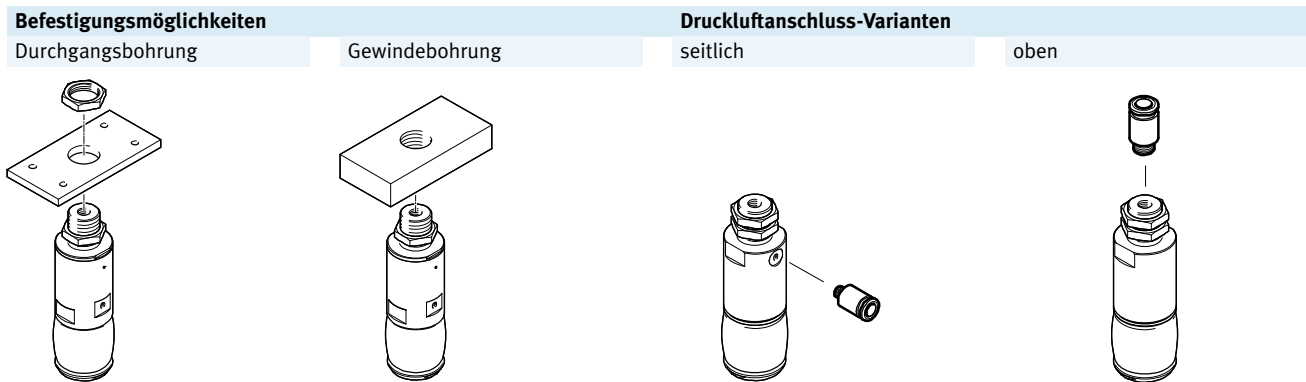 Befestigungsmöglichkeiten
Druckluftanschluss-Varianten
Durchgangsbohrung
Gewindebohrung
seitlich
oben